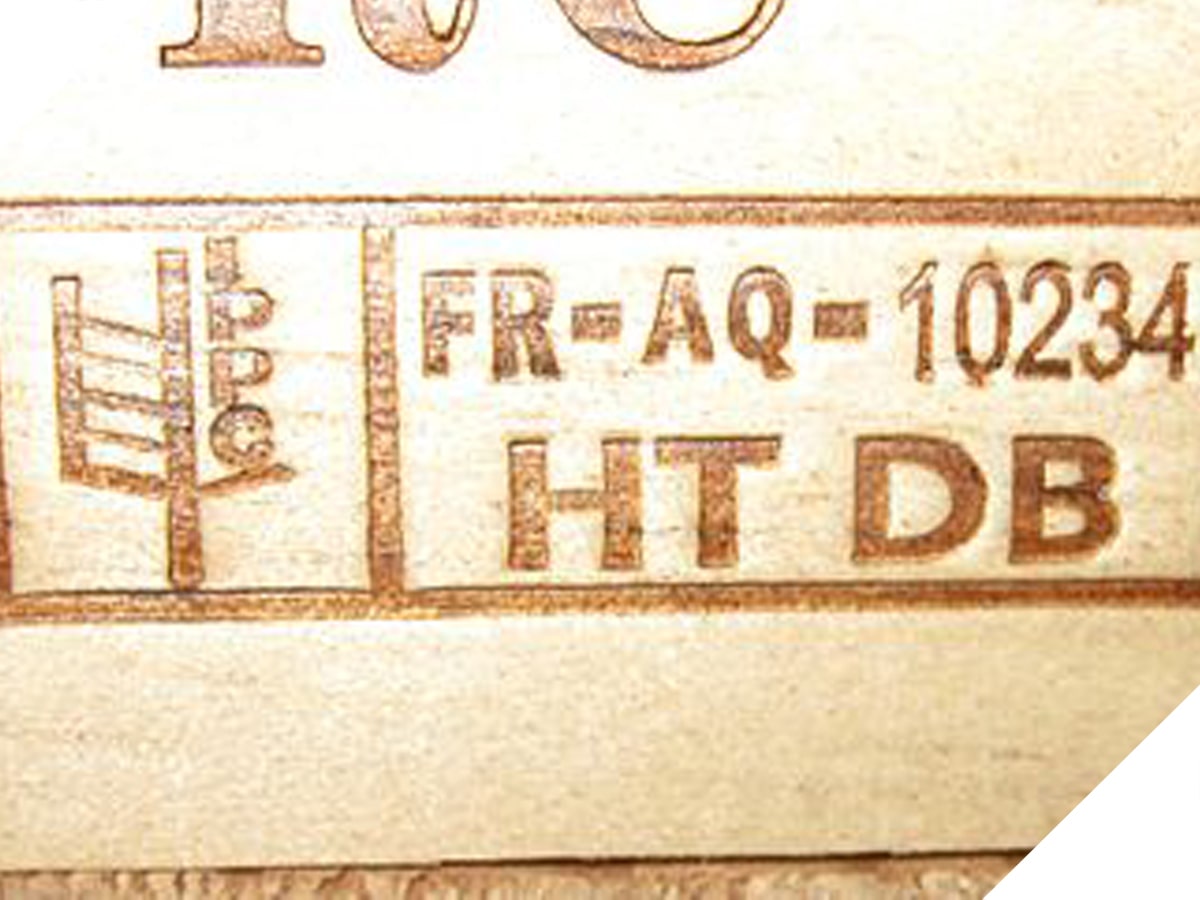 IPPC
FR-AQ-10234
HT DB